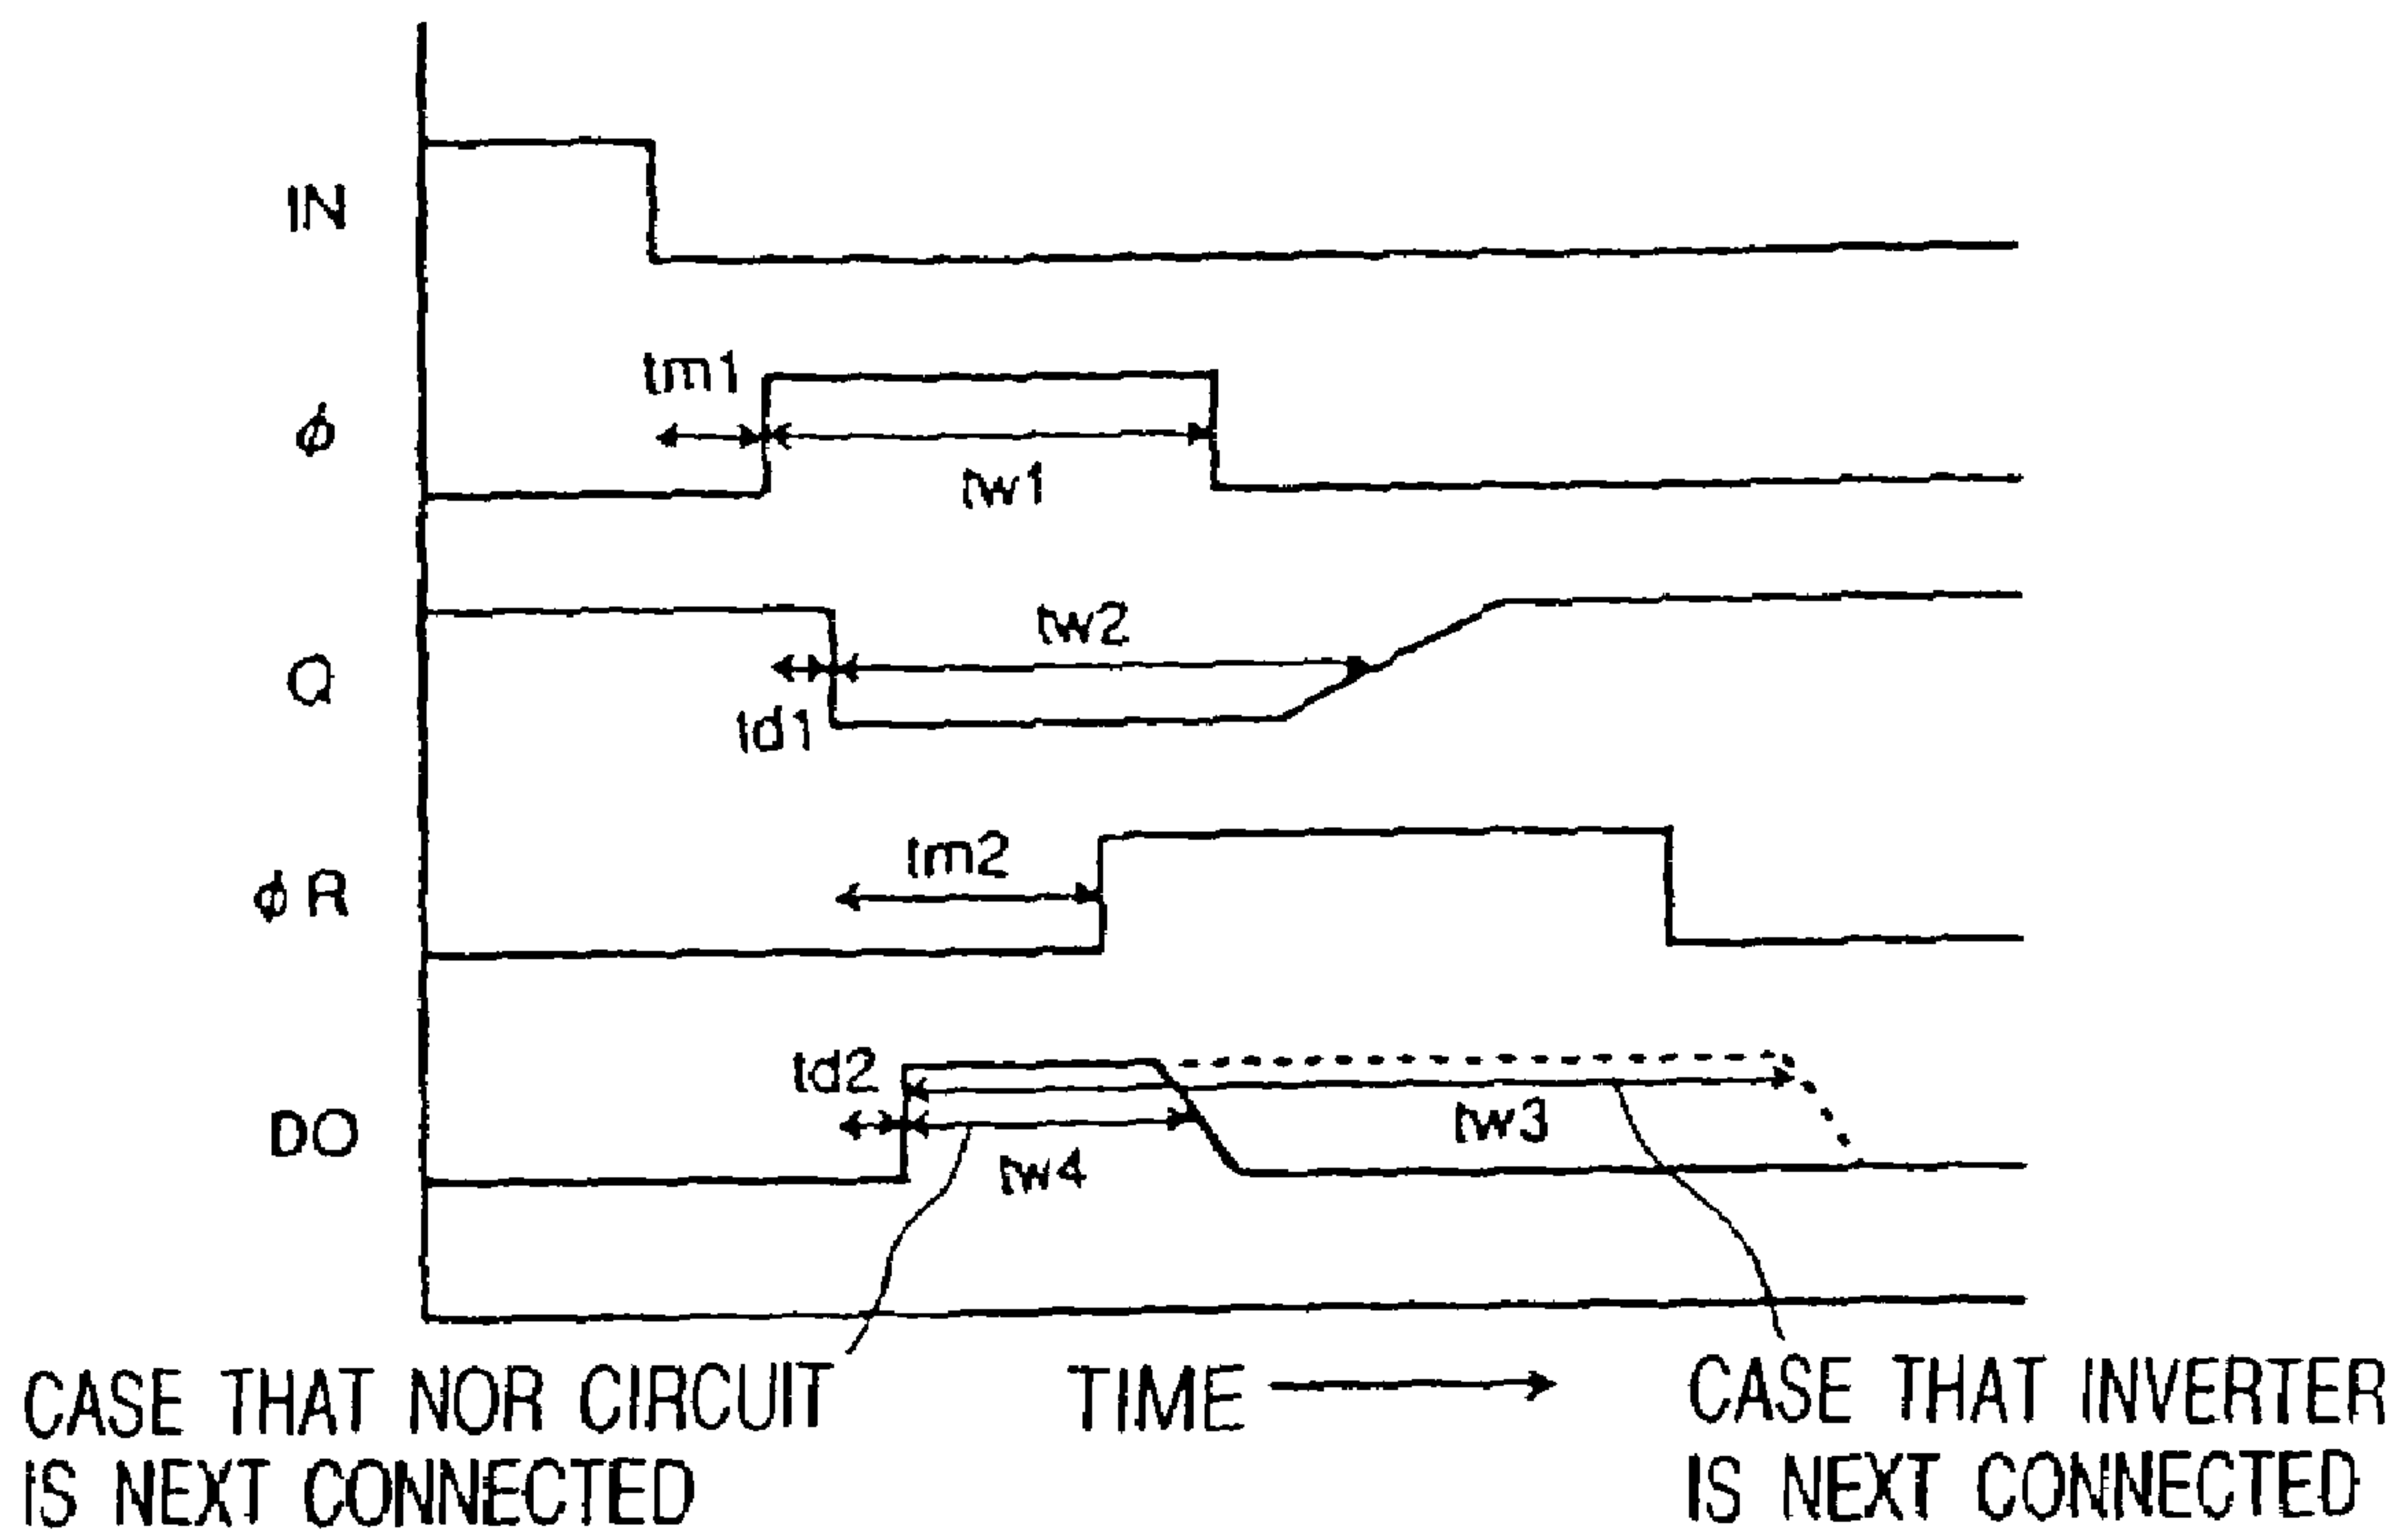 IN
tm1
ϕ
tw1
tw2
Q
td1
tm2
ϕR
td2
DO
tw3
tw4
CASE THAT NOR CIRCUIT
IS NEXT CONNECTED
TIME
CASE THAT INVERTER
IS NEXT CONNECTED